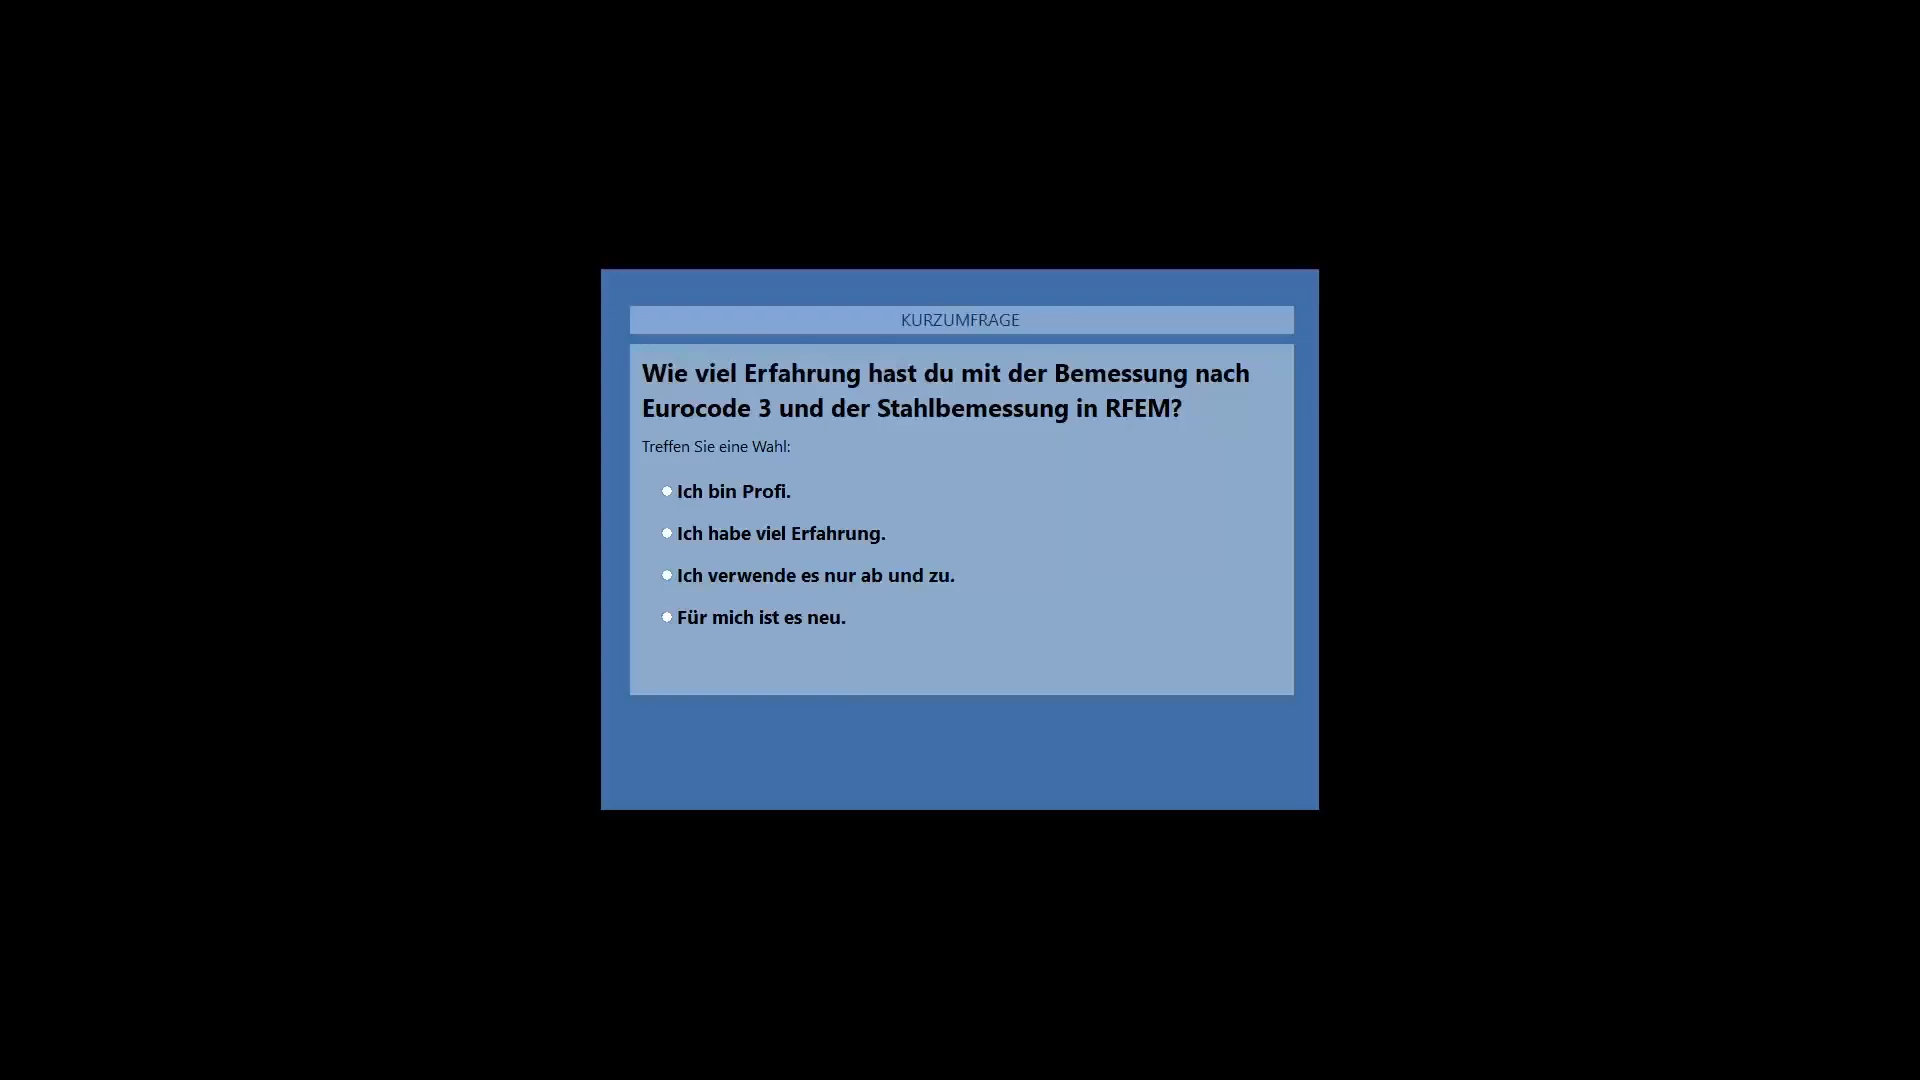 KURZUMFRAGE
Wie viel Erfahrung hast du mit der Bemessung nach
Eurocode 3 und der Stahlbemessung in RFEM?
Treffen Sie eine Wahl:
Ich bin Profi.
Ich habe viel Erfahrung.
Ich verwende es nur ab und zu.
Für mich ist es neu.